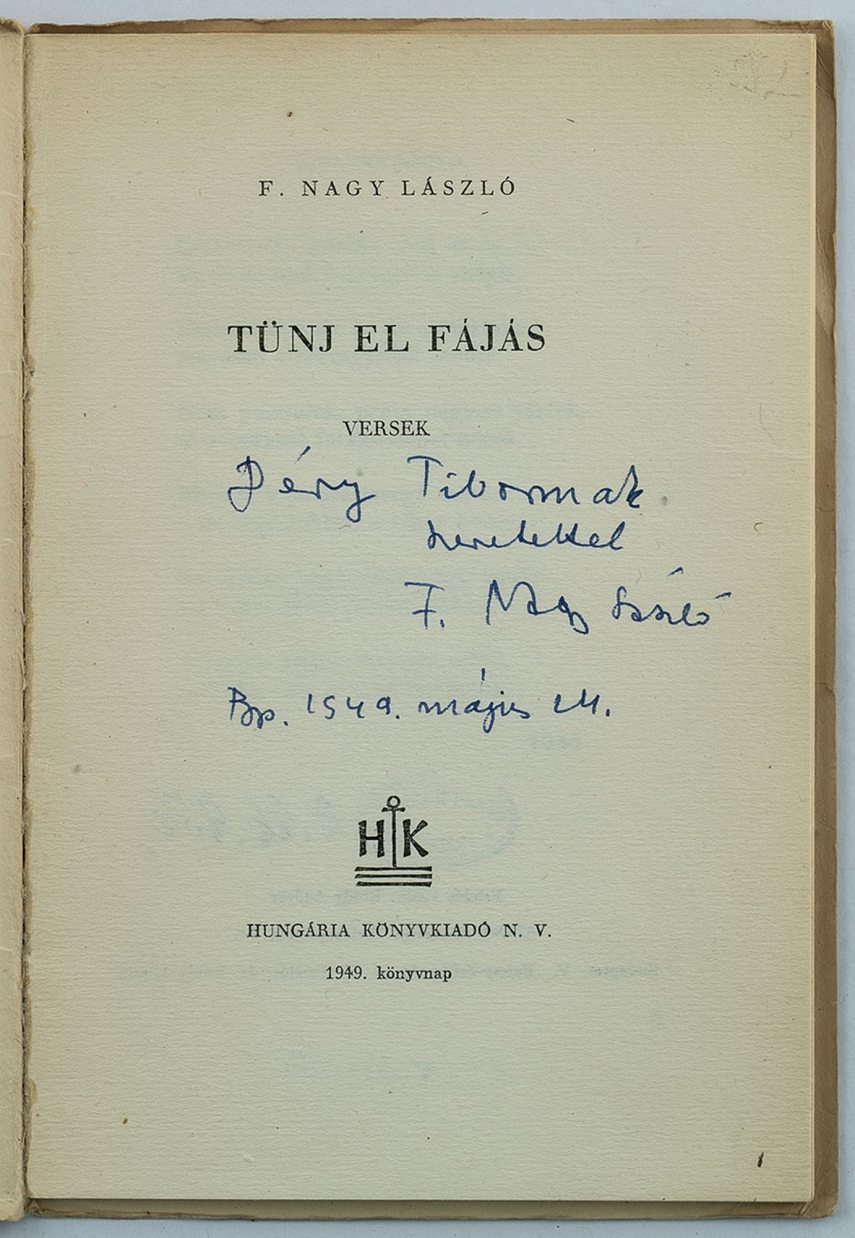 F. NAGY LÁSZLÓ
TÜNJ EL FÁJÁS
VERSEK
Déry Tibornak
szeretettel
F. Nagy László
Bp. 1949. május 24.
HK
HUNGÁRIA KÖNYVKIADÓ N. V.
1949. könyvnap